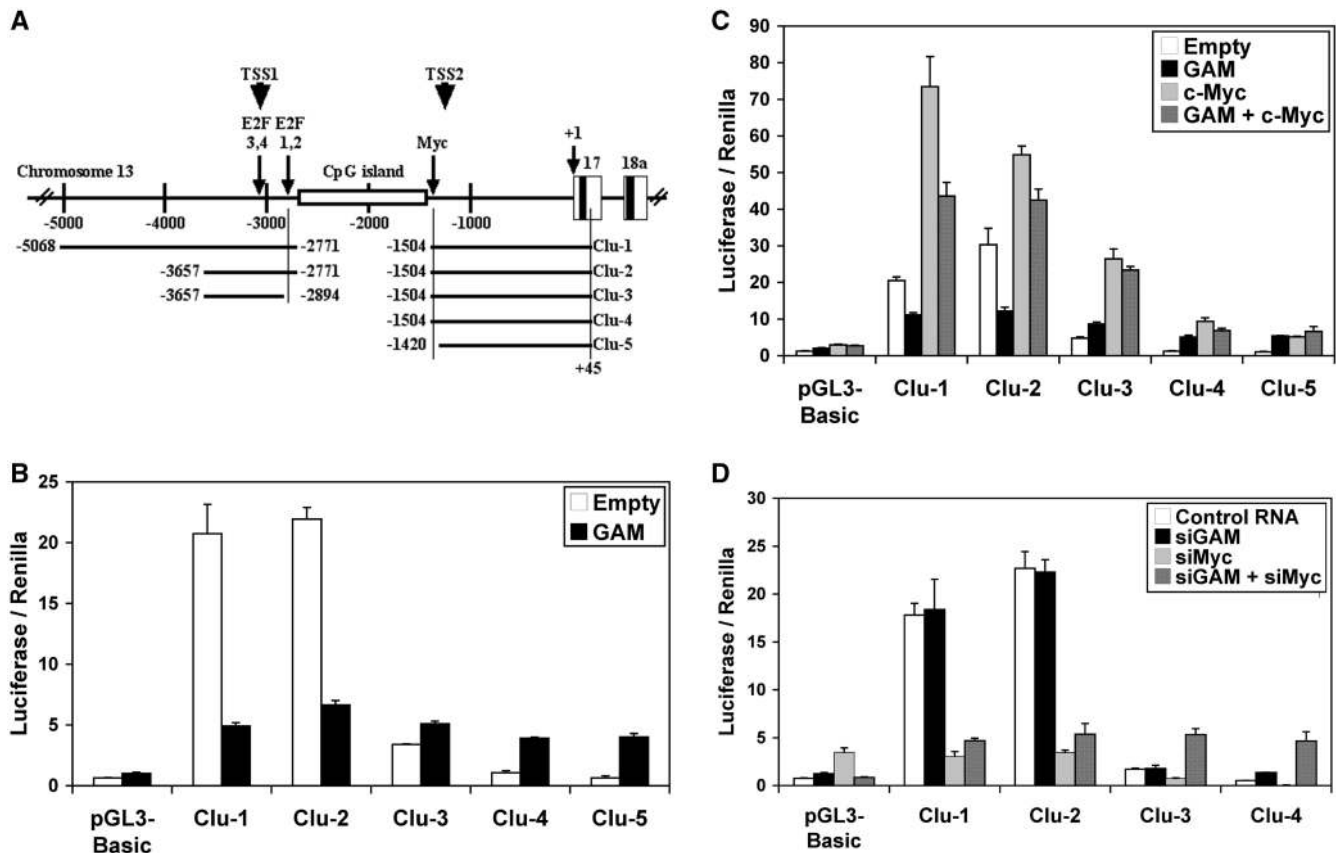 A
TSS1
TSS2
E2F
3,4
E2F
1,2
Myc
+1
17
18a
Chromosome 13
CpG island
-5000
-4000
-3000
-2000
-1000
-5068
-2771
-1504
Clu-1
-3657
-2771
-1504
Clu-2
-3657
-2894
-1504
Clu-3
-1504
Clu-4
-1420
Clu-5
+45
B
Luciferase / Renilla
25
20
15
10
5
0
Empty
GAM
pGL3-
Basic
Clu-1
Clu-2
Clu-3
Clu-4
Clu-5
C
Luciferase / Renilla
90
80
70
60
50
40
30
20
10
0
Empty
GAM
c-Myc
GAM + c-Myc
pGL3-
Basic
Clu-1
Clu-2
Clu-3
Clu-4
Clu-5
D
Luciferase / Renilla
30
25
20
15
10
5
0
Control RNA
siGAM
siMyc
siGAM + siMyc
pGL3-
Basic
Clu-1
Clu-2
Clu-3
Clu-4